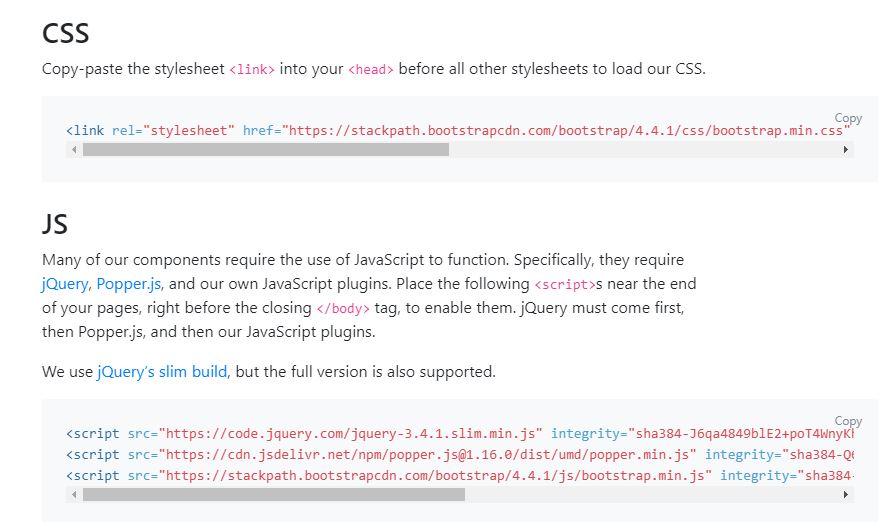 CSS
Copy-paste the stylesheet <link> into your <head> before all other stylesheets to load our CSS.
Copy
<link rel="stylesheet" href="https://stackpath.bootstrapcdn.com/bootstrap/4.4.1/css/bootstrap.min.css"
JS
Many of our components require the use of JavaScript to function. Specifically, they require
jQuery, Popper.js, and our own JavaScript plugins. Place the following <script>s near the end
of your pages, right before the closing </body> tag, to enable them. jQuery must come first,
then Popper.js, and then our JavaScript plugins.
We use jQuery's slim build, but the full version is also supported.
Copy
<script src="https://code.jquery.com/jquery-3.4.1.slim.min.js" integrity="sha384-J6qa4849blE2+poT4WnyK
<script src="https://cdn.jsdelivr.net/npm/popper.js@1.16.0/dist/umd/popper.min.js" integrity="sha384-Q
<script src="https://stackpath.bootstrapcdn.com/bootstrap/4.4.1/js/bootstrap.min.js" integrity="sha384-